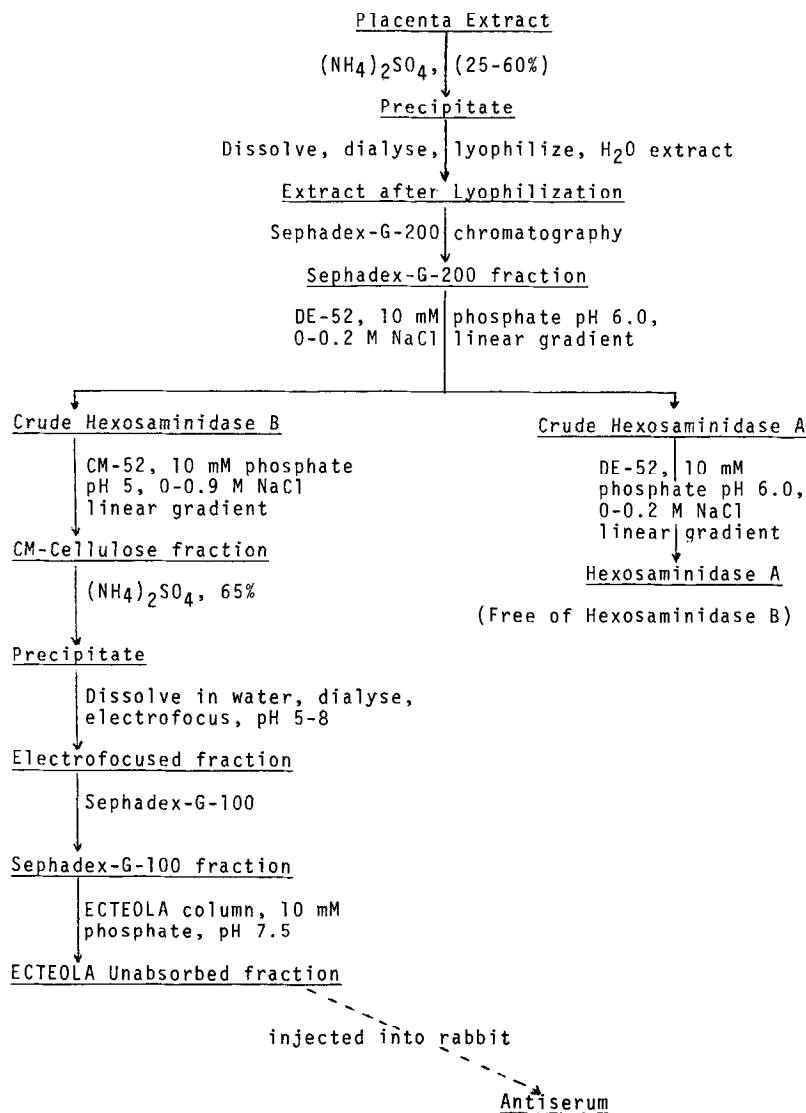 Placenta Extract
(NH4)2SO4, (25-60%)
Precipitate
Dissolve, dialyse, lyophilize, H2O extract
Extract after Lyophilization
Sephadex-G-200 chromatography
Sephadex-G-200 fraction
DE-52, 10 mM phosphate pH 6.0,
0-0.2 M NaCl linear gradient
Crude Hexosaminidase B
CM-52, 10 mM phosphate
pH 5, 0-0.9 M NaCl
linear gradient
CM-Cellulose fraction
(NH4)2SO4, 65%
Precipitate
Dissolve in water, dialyse,
electrofocus, pH 5-8
Electrofocused fraction
Sephadex-G-100
Sephadex-G-100 fraction
ECTEOLA column, 10 mM
phosphate, pH 7.5
ECTEOLA Unabsorbed fraction
injected into rabbit
Antiserum
Crude Hexosaminidase A
DE-52, 10 mM
phosphate pH 6.0,
0-0.2 M NaCl
linear gradient
Hexosaminidase A
(Free of Hexosaminidase B)